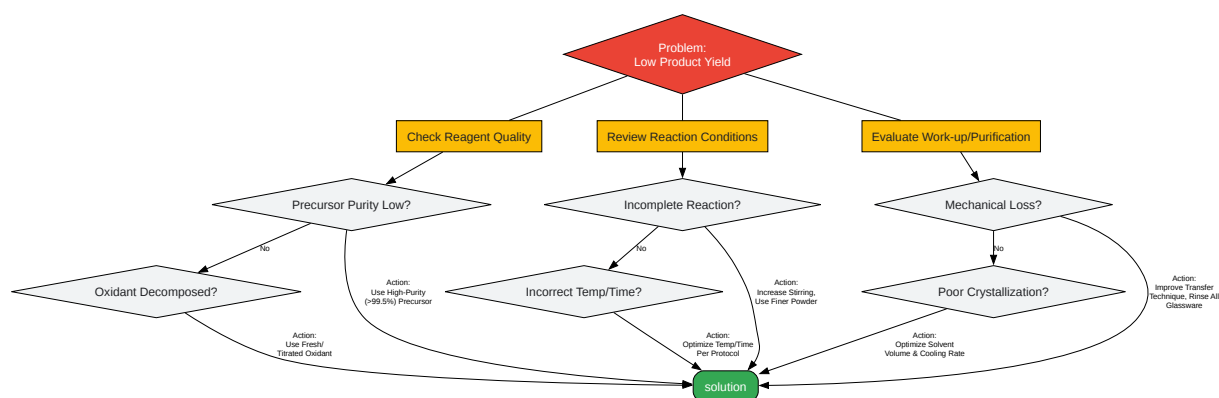 Problem:
Low Product Yield
Check Reagent Quality
Review Reaction Conditions
Evaluate Work-up/Purification
Precursor Purity Low?
Incomplete Reaction?
Mechanical Loss?
No
No
No
Oxidant Decomposed?
Action:
Use High-Purity
(>99.5%) Precursor
Incorrect Temp/Time?
Action:
Increase Stirring,
Use Finer Powder
Poor Crystallization?
Action:
Improve Transfer
Technique, Rinse All
Glassware
Action:
Use Fresh/
Titrated Oxidant
Action:
Optimize Temp/Time
Per Protocol
Action:
Optimize Solvent
Volume & Cooling Rate
solution